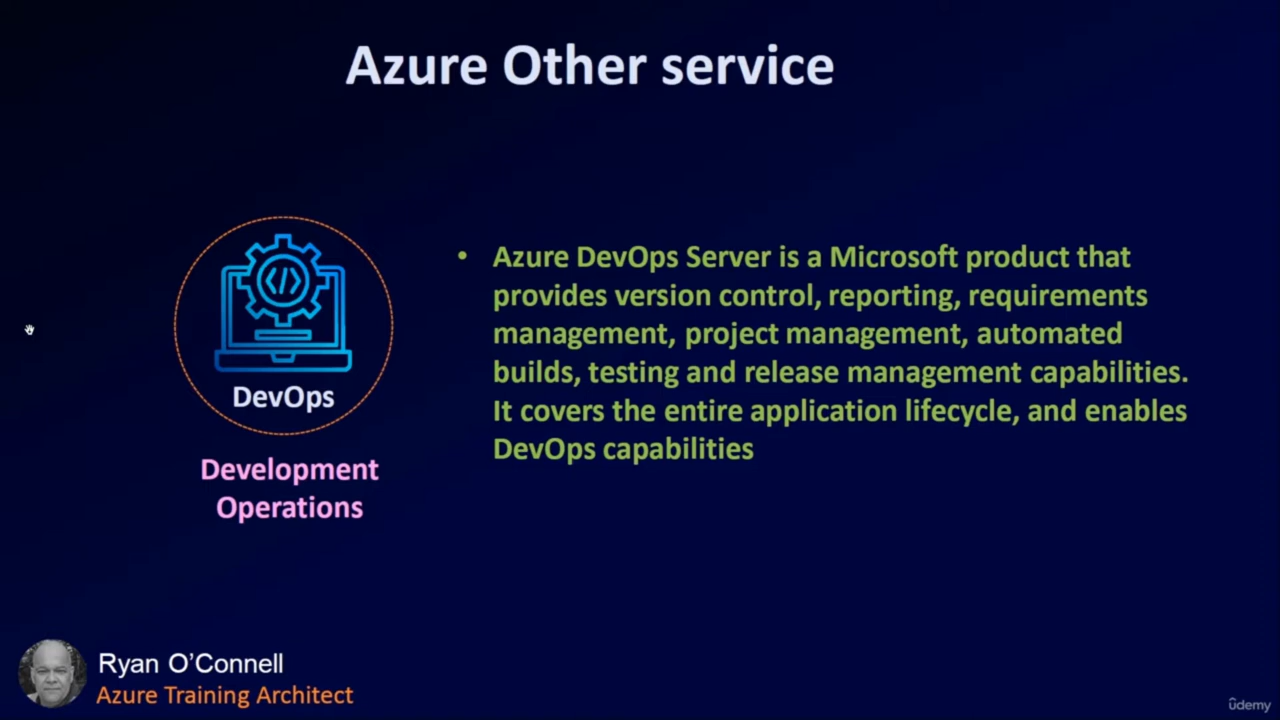 Azure Other service
DevOps
Development
Operations
• Azure DevOps Server is a Microsoft product that
provides version control, reporting, requirements
management, project management, automated
builds, testing and release management capabilities.
It covers the entire application lifecycle, and enables
DevOps capabilities
Ryan O’Connell
Azure Training Architect
ûdemy